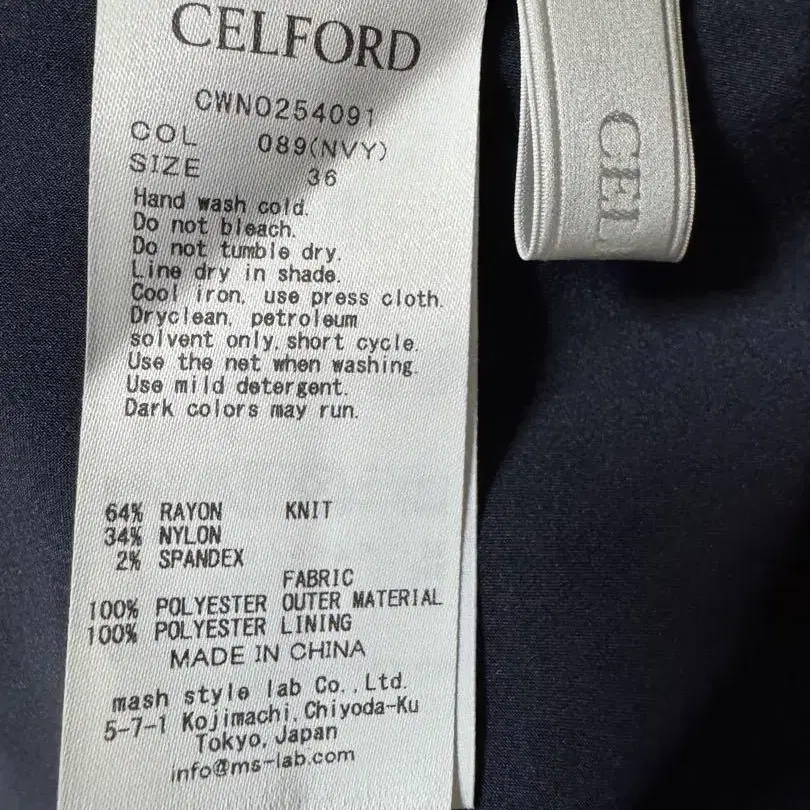 CELFORD
CWNO254091
COL 089(NVY)
SIZE 36
Hand wash cold.
Do not bleach.
Do not tumble dry.
Line dry in shade.
Cool iron, use press cloth.
Dryclean, petroleum
solvent only, short cycle.
Use the net when washing.
Use mild detergent.
Dark colors may run.
64% RAYON KNIT
34% NYLON
2% SPANDEX
FABRIC
100% POLYESTER OUTER MATERIAL
100% POLYESTER LINING
MADE IN CHINA
mash style lab Co., Ltd.
5-7-1 Kojimachi, Chiyoda-Ku
Tokyo, Japan
info@ms-lab.com
CEL